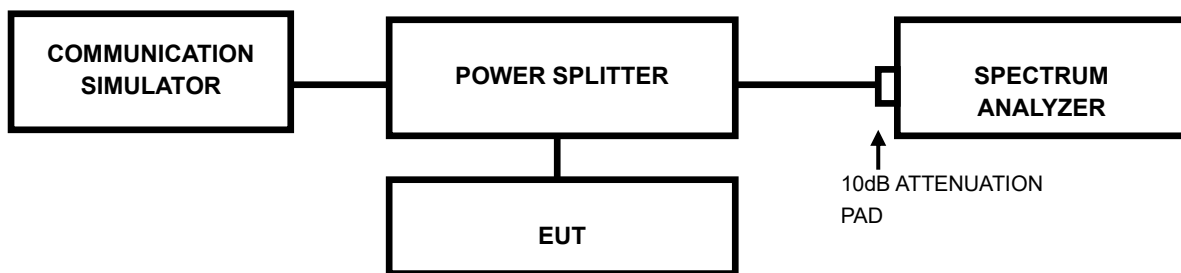 COMMUNICATION
SIMULATOR
POWER SPLITTER
SPECTRUM
ANALYZER
10dB ATTENUATION
PAD
EUT